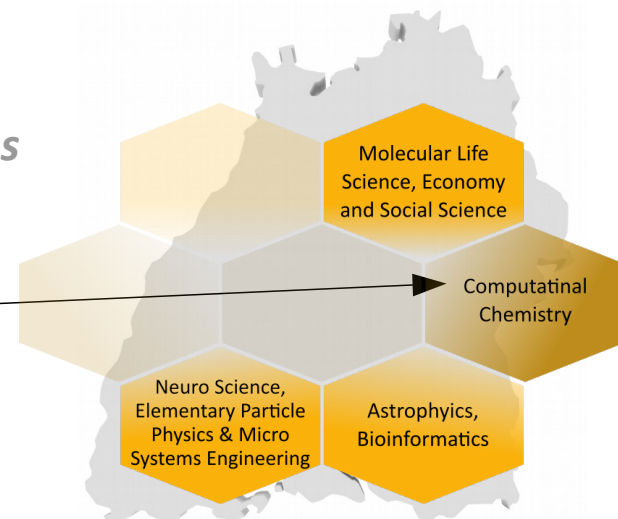 s
Molecular Life
Science, Economy
and Social Science
Computatinal
Chemistry
Neuro Science,
Elementary Particle
Physics & Micro
Systems Engineering
Astrophyics,
Bioinformatics